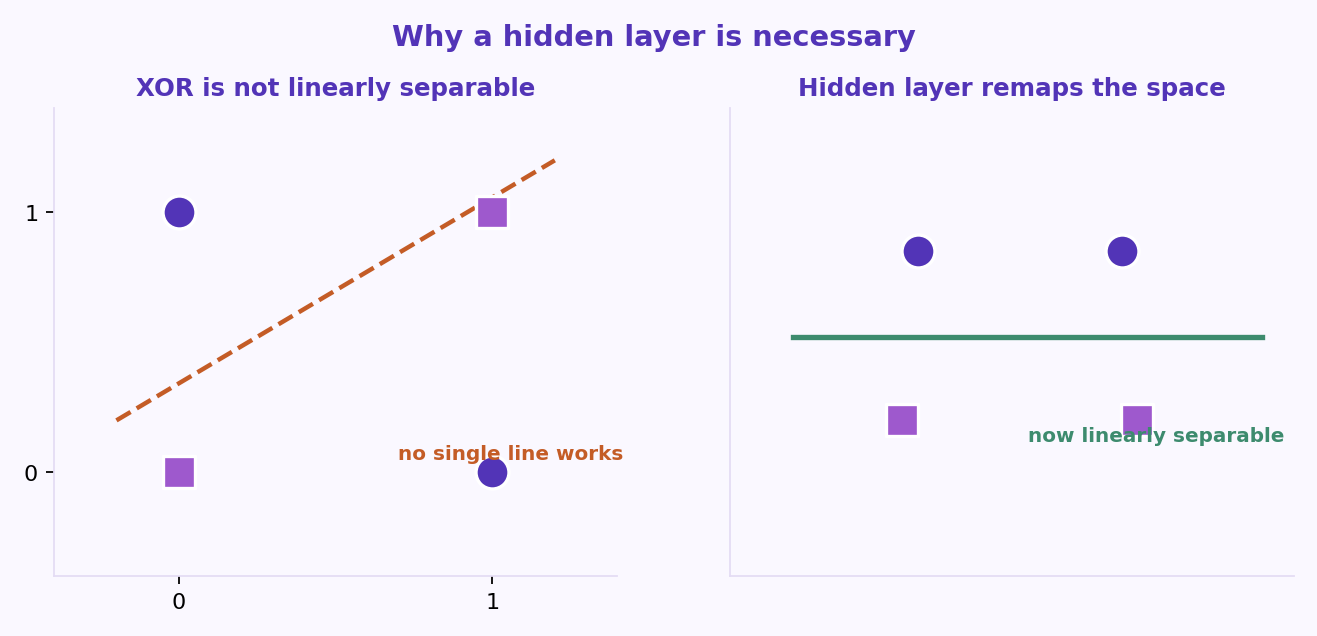 Why a hidden layer is necessary
XOR is not linearly separable
Hidden layer remaps the space
1
0
no single line works
0
1
now linearly separable